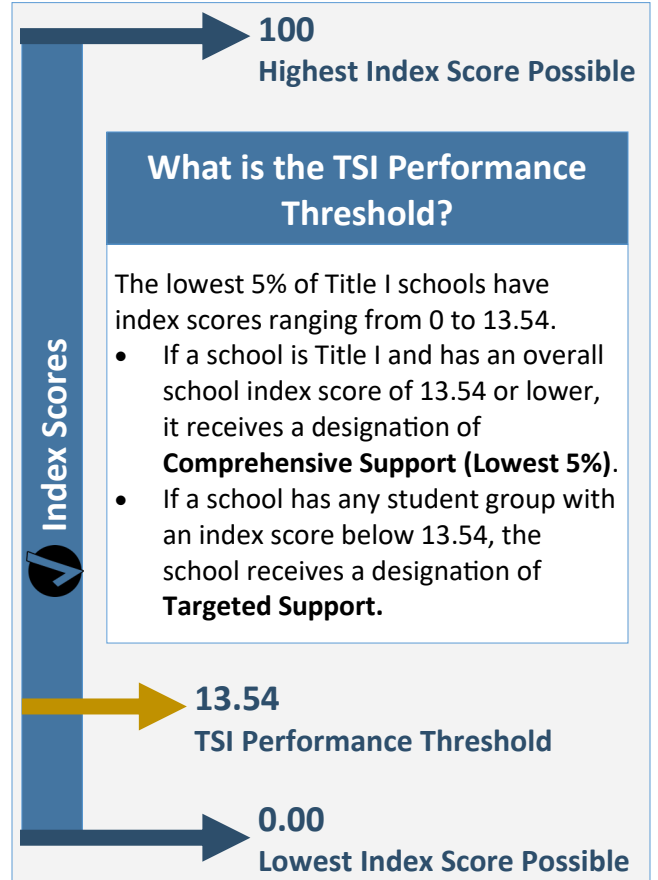 100
Highest Index Score Possible
What is the TSI Performance
Threshold?
The lowest 5% of Title I schools have
index scores ranging from 0 to 13.54.
• If a school is Title I and has an overall
school index score of 13.54 or lower,
it receives a designation of
Comprehensive Support (Lowest 5%).
• If a school has any student group with
an index score below 13.54, the
school receives a designation of
Targeted Support.
Index Scores
13.54
TSI Performance Threshold
0.00
Lowest Index Score Possible